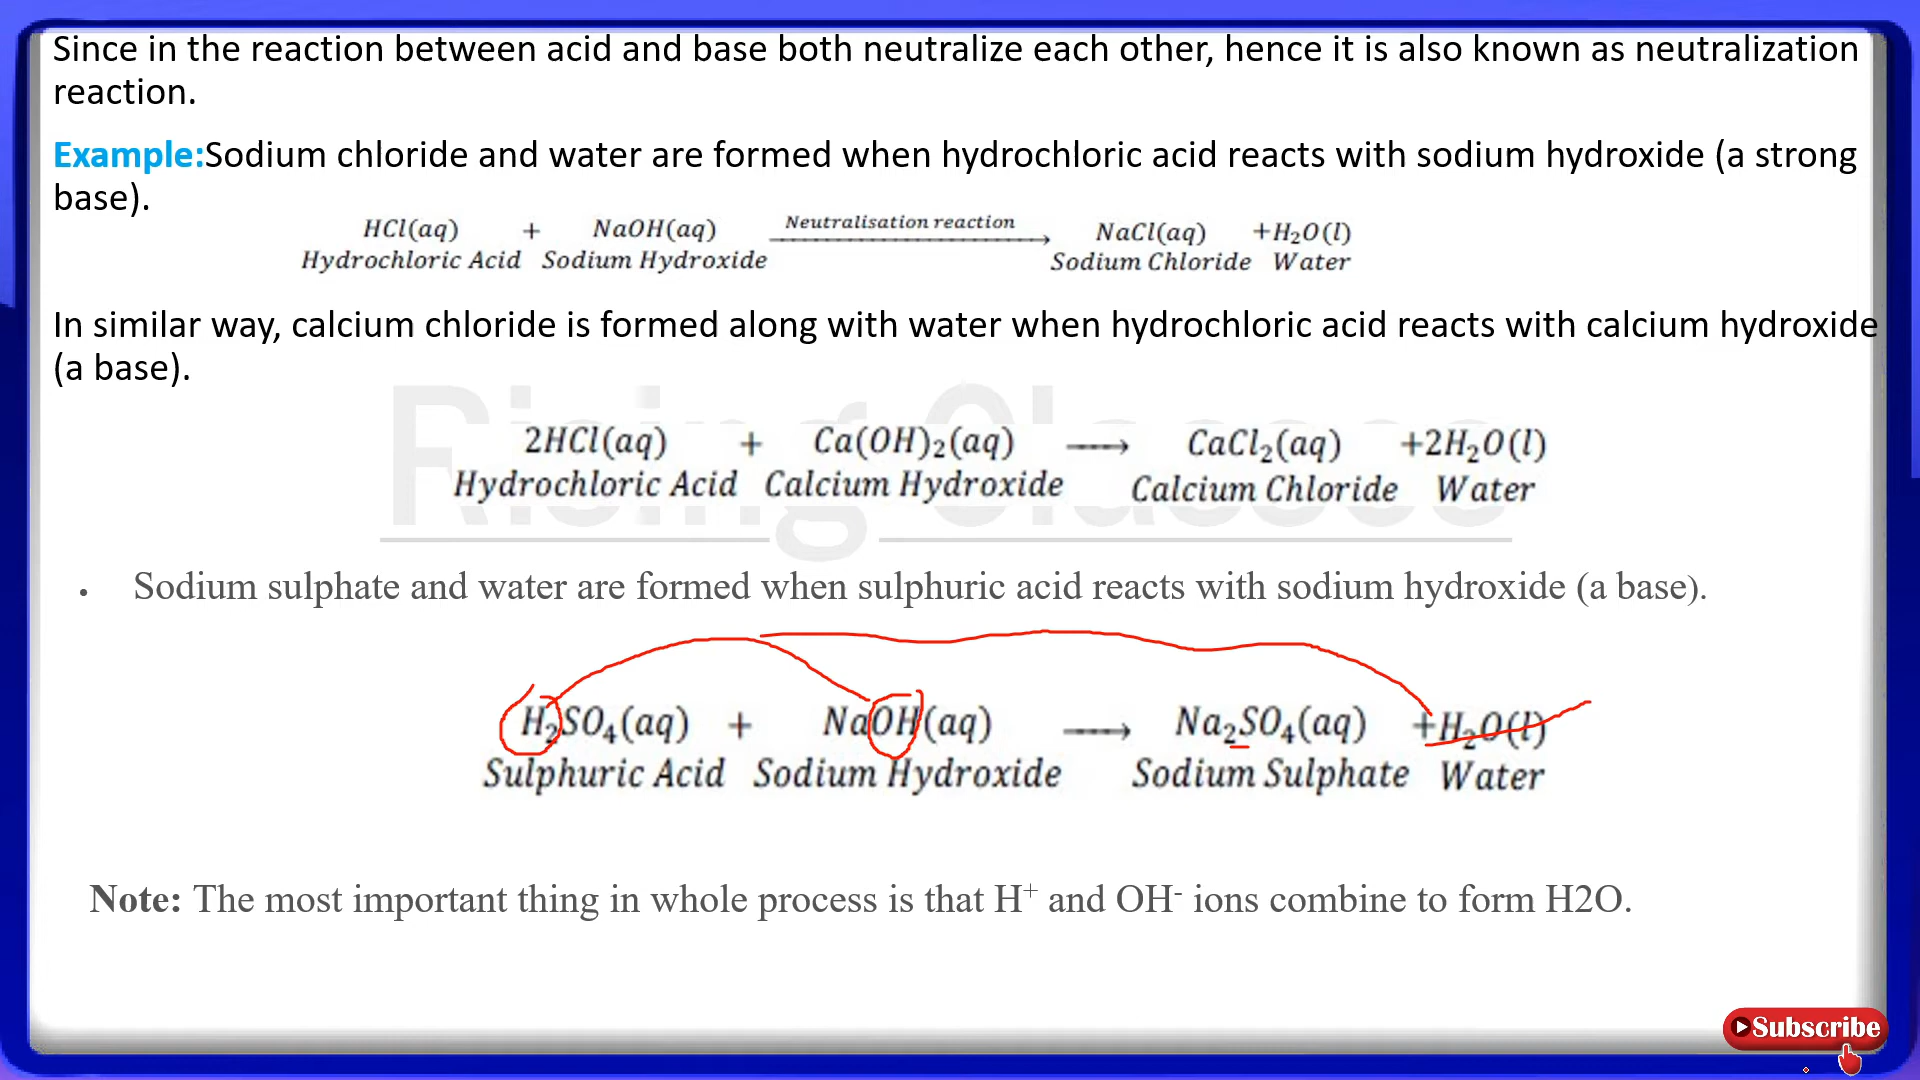 Since in the reaction between acid and base both neutralize each other, hence it is also known as neutralization
reaction.
Example:Sodium chloride and water are formed when hydrochloric acid reacts with sodium hydroxide (a strong
base).
HCl(aq) + NaOH(aq) Neutralisation reaction⟶ NaCl(aq) +H₂O(l)
Hydrochloric Acid Sodium Hydroxide Sodium Chloride Water
In similar way, calcium chloride is formed along with water when hydrochloric acid reacts with calcium hydroxide
(a base).
Rising Classes
2HCl(aq) + Ca(OH)₂(aq) ⟶ CaCl₂(aq) +2H₂O(l)
Hydrochloric Acid Calcium Hydroxide Calcium Chloride Water
• Sodium sulphate and water are formed when sulphuric acid reacts with sodium hydroxide (a base).
H₂SO₄(aq) + NaOH(aq) ⟶ Na₂SO₄(aq) +H₂O(l)
Sulphuric Acid Sodium Hydroxide Sodium Sulphate Water
Note: The most important thing in whole process is that H⁺ and OH⁻ ions combine to form H2O.
Subscribe